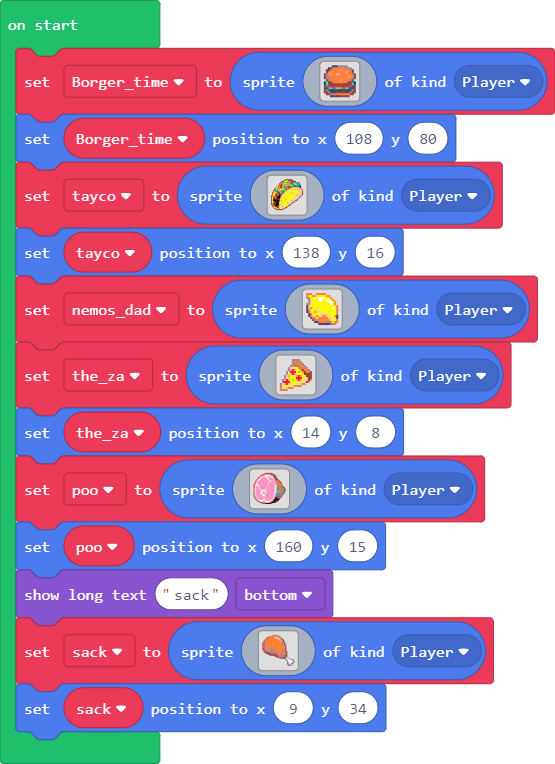 on start
set Borger_time to sprite of kind Player
set Borger_time position to x 108 y 80
set tayco to sprite of kind Player
set tayco position to x 138 y 16
set nemos_dad to sprite of kind Player
set the_za to sprite of kind Player
set the_za position to x 14 y 8
set poo to sprite of kind Player
set poo position to x 160 y 15
show long text "sack" bottom
set sack to sprite of kind Player
set sack position to x 9 y 34